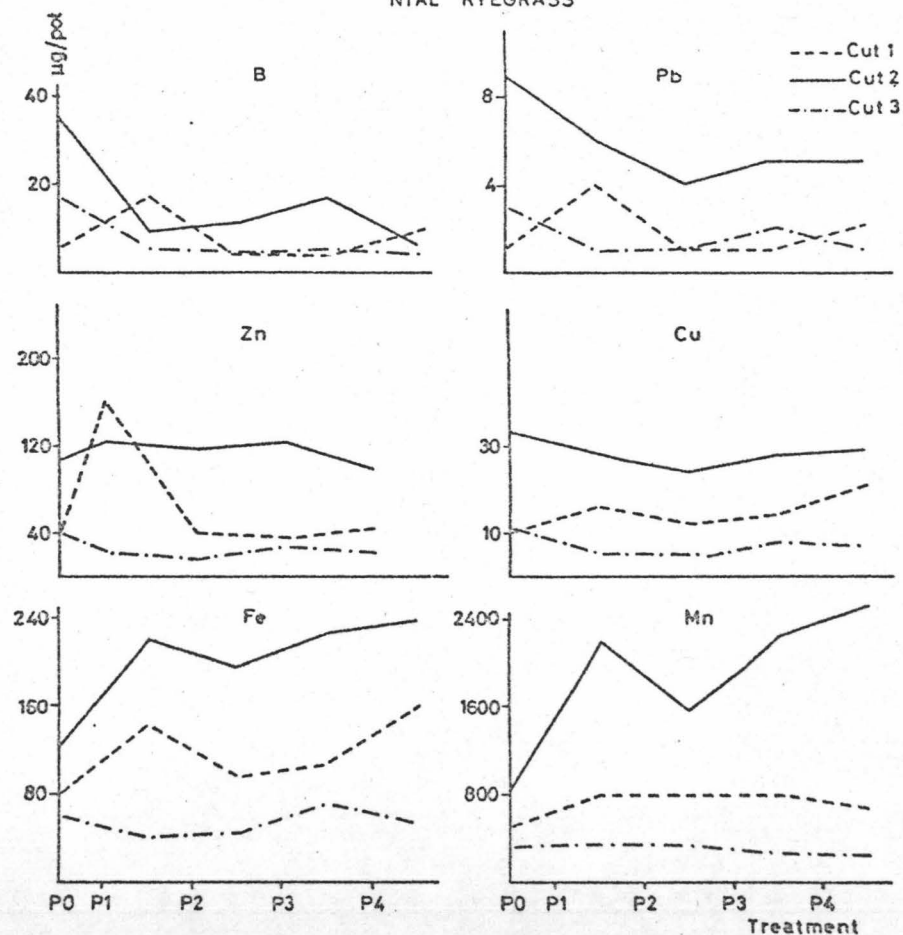 NIAL RYEGRASS
µg/pot
B
40
20
Pb
8
4
Cut 1
Cut 2
Cut 3
Zn
200
120
40
Cu
30
10
Fe
240
160
80
P0 P1 P2 P3 P4
Mn
2400
1600
800
P0 P1 P2 P3 P4
Treatment